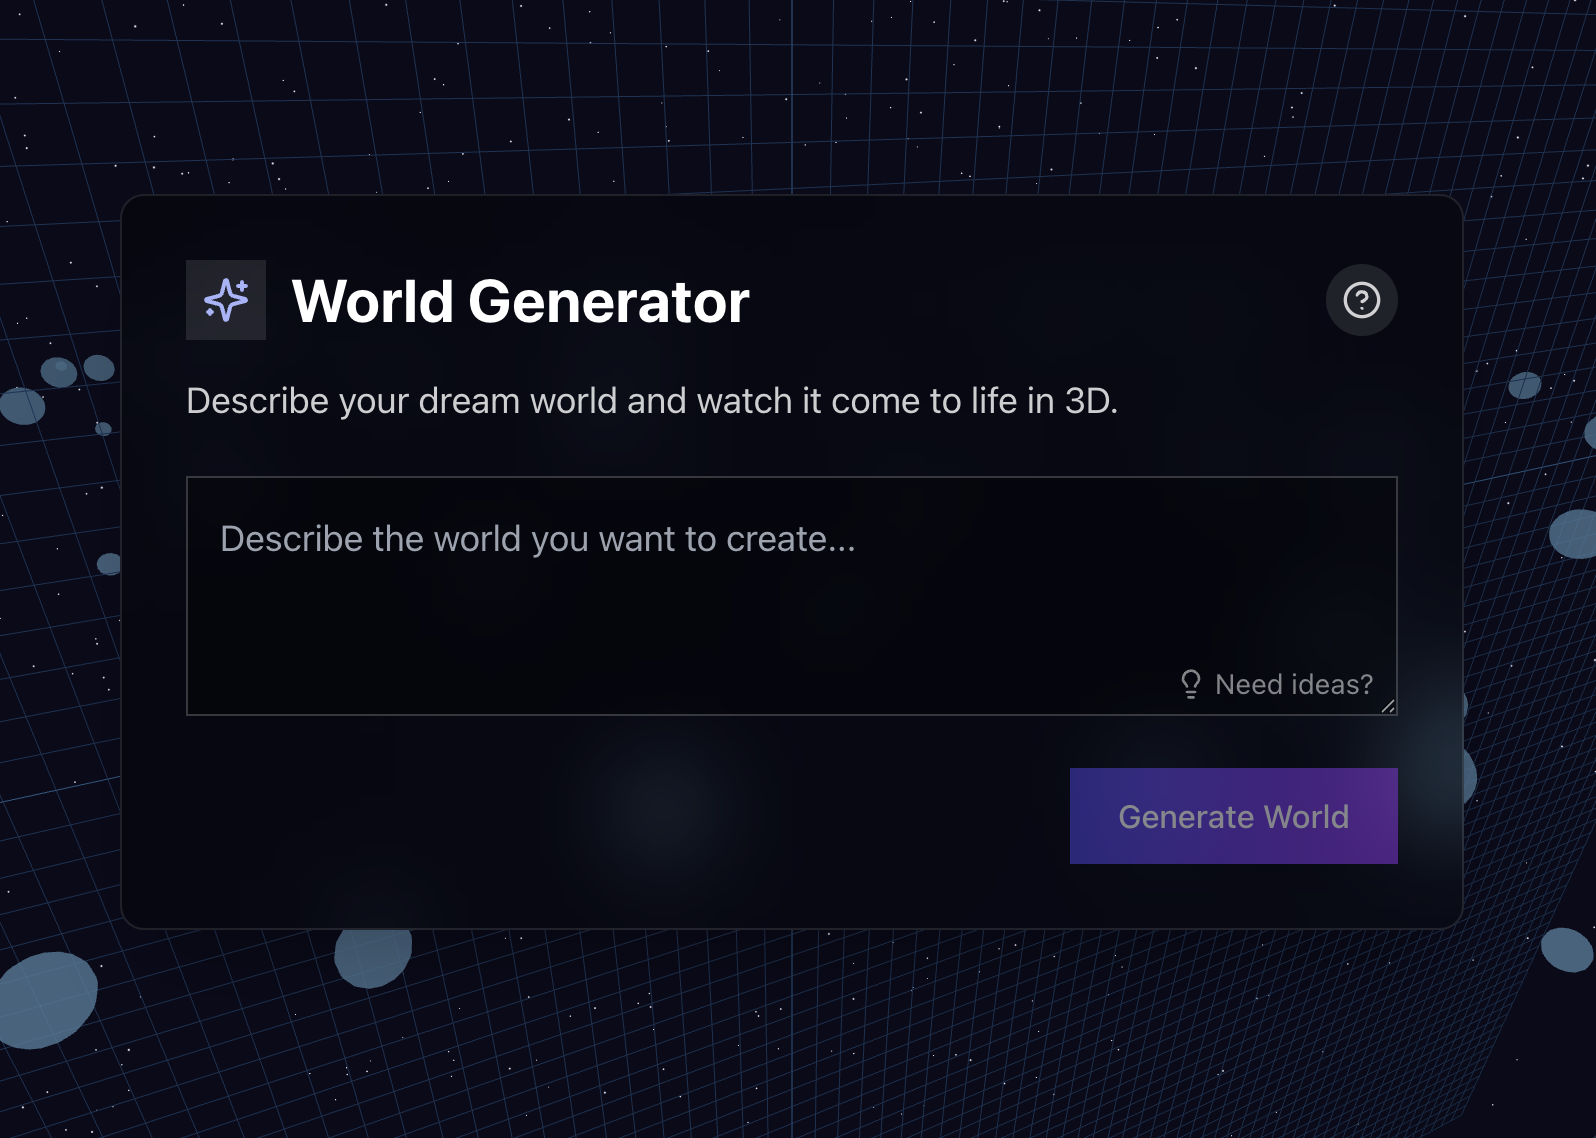 World Generator
Describe your dream world and watch it come to life in 3D.
Describe the world you want to create...
Need ideas?
Generate World